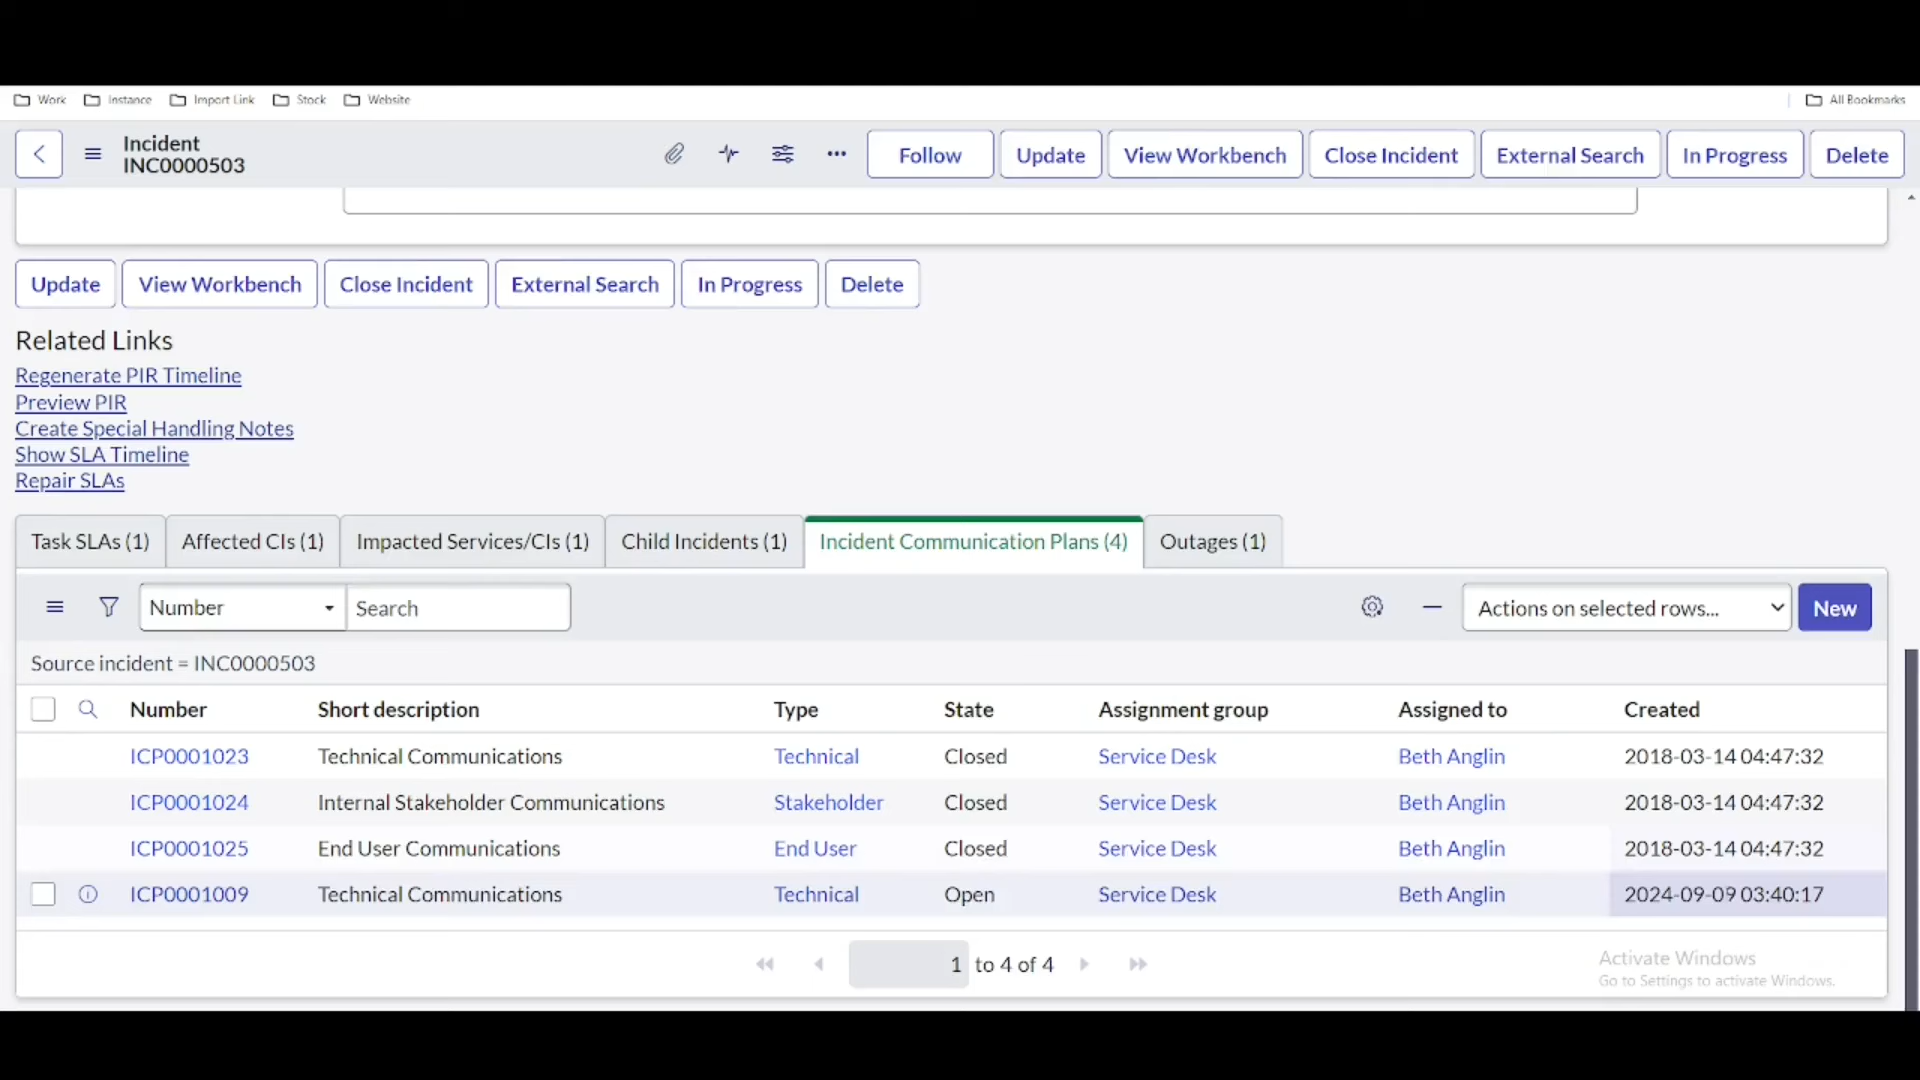 Work Instance Import Link Stock Website All Bookmarks
Incident
INC0000503
Follow Update View Workbench Close Incident External Search In Progress Delete
Update View Workbench Close Incident External Search In Progress Delete
Related Links
Regenerate PIR Timeline
Preview PIR
Create Special Handling Notes
Show SLA Timeline
Repair SLAs
Task SLAs (1) Affected CIs (1) Impacted Services/CIs (1) Child Incidents (1) Incident Communication Plans (4) Outages (1)
Number Search Actions on selected rows... New
Source incident = INC0000503
Number Short description Type State Assignment group Assigned to Created
ICP0001023 Technical Communications Technical Closed Service Desk Beth Anglin 2018-03-14 04:47:32
ICP0001024 Internal Stakeholder Communications Stakeholder Closed Service Desk Beth Anglin 2018-03-14 04:47:32
ICP0001025 End User Communications End User Closed Service Desk Beth Anglin 2018-03-14 04:47:32
ICP0001009 Technical Communications Technical Open Service Desk Beth Anglin 2024-09-09 03:40:17
1 to 4 of 4
Activate Windows
Go to Settings to activate Windows.